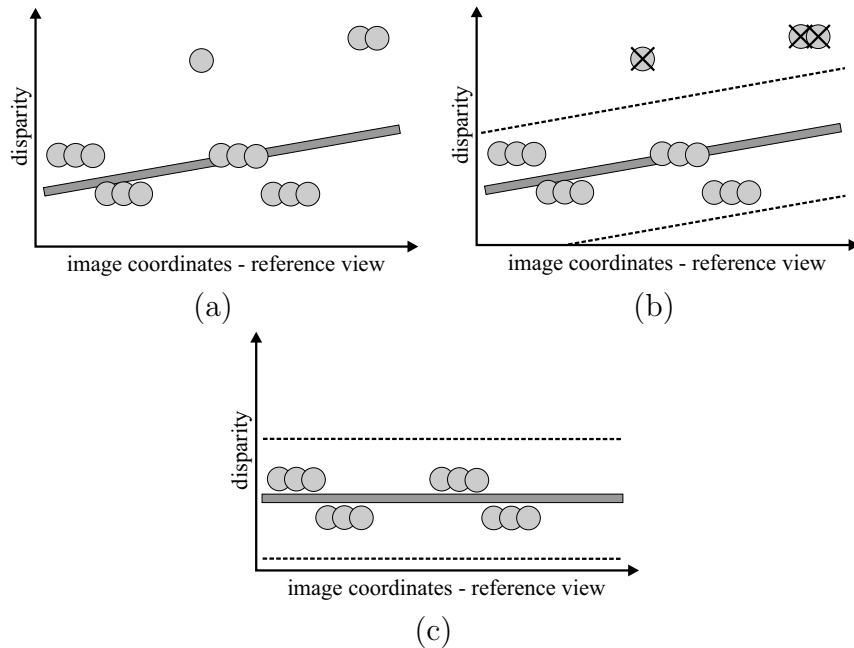 disparity
image coordinates - reference view
(a)
disparity
image coordinates - reference view
(b)
disparity
image coordinates - reference view
(c)